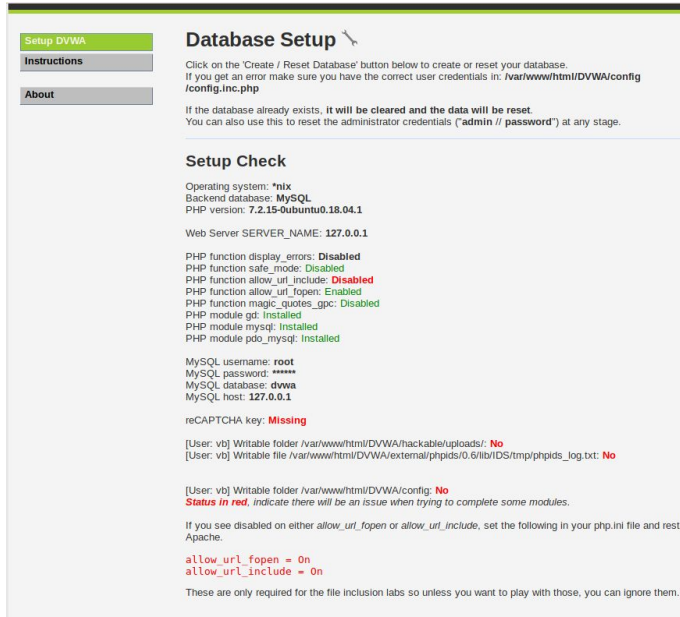 Setup DVWA
Instructions
About
Database Setup
Click on the 'Create / Reset Database' button below to create or reset your database.
If you get an error make sure you have the correct user credentials in: /var/www/html/DVWA/config
/config.inc.php
If the database already exists, it will be cleared and the data will be reset.
You can also use this to reset the administrator credentials ("admin // password") at any stage.
Setup Check
Operating system: *nix
Backend database: MySQL
PHP version: 7.2.15-0ubuntu0.18.04.1
Web Server SERVER_NAME: 127.0.0.1
PHP function display_errors: Disabled
PHP function safe_mode: Disabled
PHP function allow_url_include: Disabled
PHP function allow_url_fopen: Enabled
PHP function magic_quotes_gpc: Disabled
PHP module gd: Installed
PHP module mysql: Installed
PHP module pdo_mysql: Installed
MySQL username: root
MySQL password: ******
MySQL database: dvwa
MySQL host: 127.0.0.1
reCAPTCHA key: Missing
[User: vb] Writable folder /var/www/html/DVWA/hackable/uploads/: No
[User: vb] Writable file /var/www/html/DVWA/external/phpids/0.6/lib/IDS/tmp/phpids_log.txt: No
[User: vb] Writable folder /var/www/html/DVWA/config: No
Status in red, indicate there will be an issue when trying to complete some modules.
If you see disabled on either allow_url_fopen or allow_url_include, set the following in your php.ini file and rest
Apache.
allow_url_fopen = On
allow_url_include = On
These are only required for the file inclusion labs so unless you want to play with those, you can ignore them.